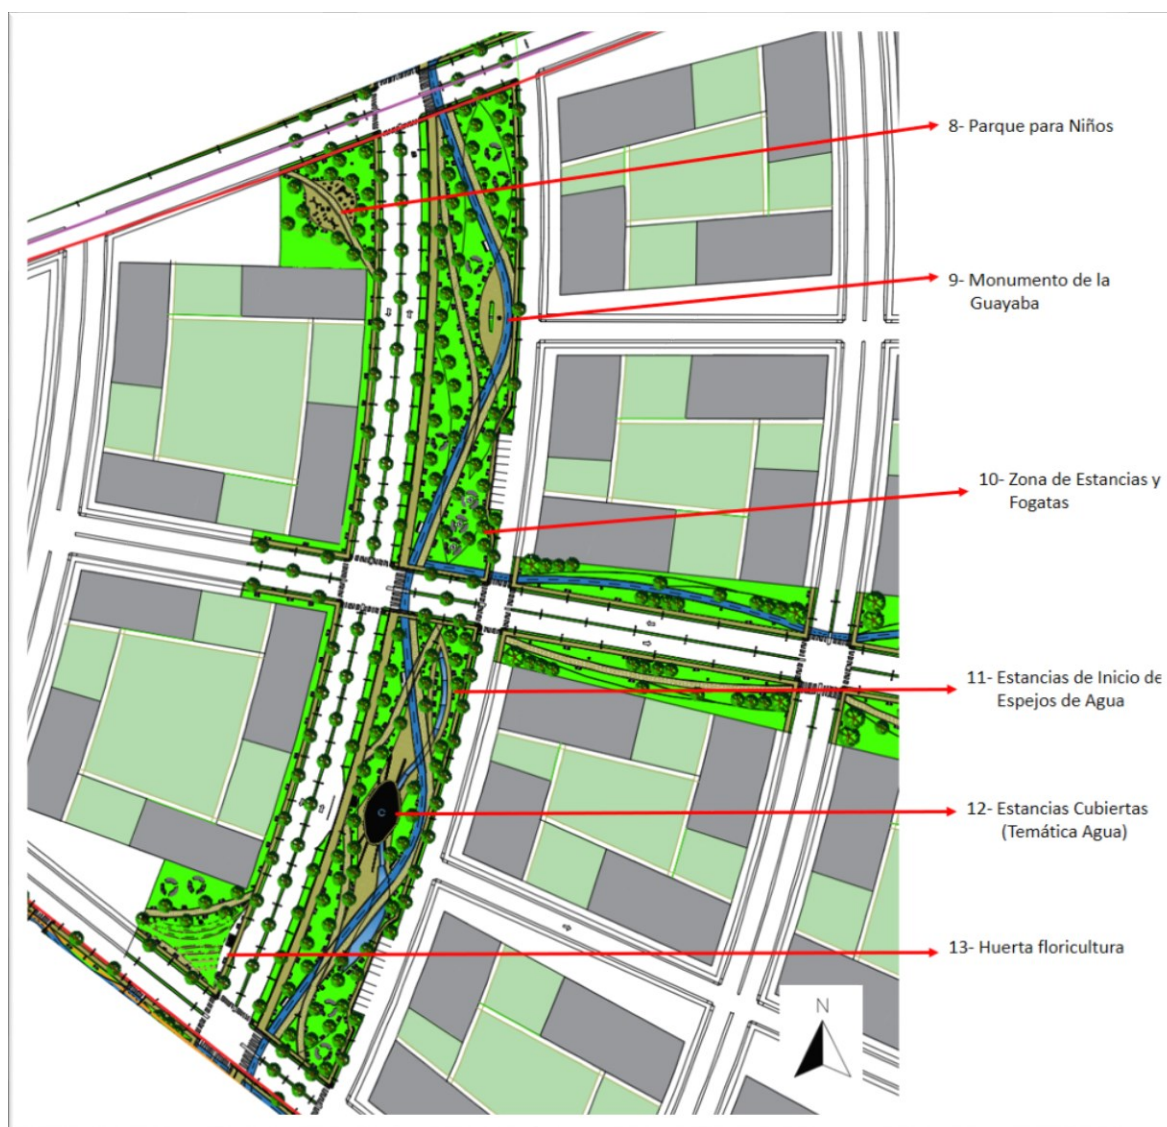 8- Parque para Niños
9- Monumento de la
Guayaba
10- Zona de Estancias y
Fogatas
11- Estancias de Inicio de
Espejos de Agua
12- Estancias Cubiertas
(Temática Agua)
13- Huerta floricultura
N